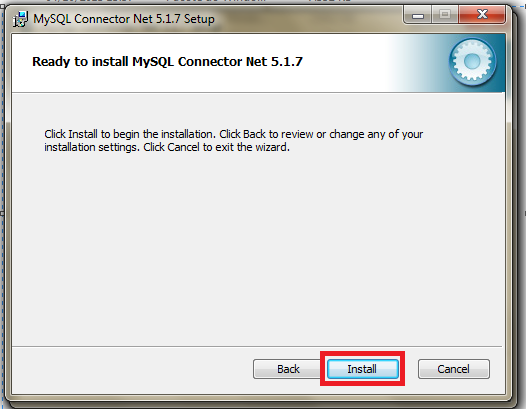 MySQL Connector Net 5.1.7 Setup
Ready to install MySQL Connector Net 5.1.7
Click Install to begin the installation. Click Back to review or change any of your
installation settings. Click Cancel to exit the wizard.
Back Install Cancel